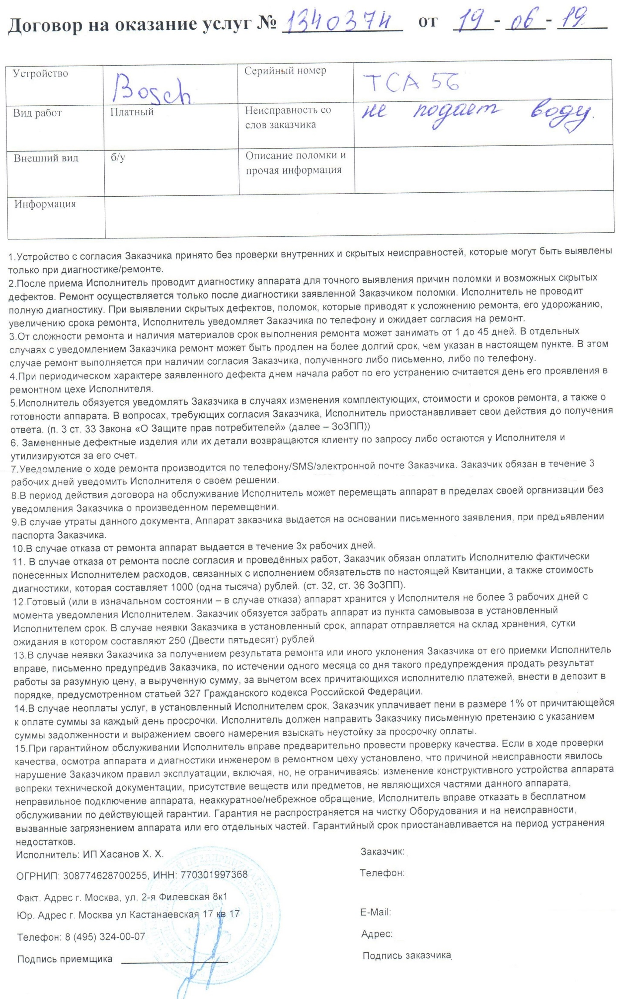 Договор на оказание услуг № 1340374 от 19 - 06 - 19
Устройство Bosch Серийный номер TCA 56
Вид работ Платный Неисправность со слов заказчика не подает воду.
Внешний вид б/у Описание поломки и прочая информация
Информация
1.Устройство с согласия Заказчика принято без проверки внутренних и скрытых неисправностей, которые могут быть выявлены
только при диагностике/ремонте.
2.После приема Исполнитель проводит диагностику аппарата для точного выявления причин поломки и возможных скрытых
дефектов. Ремонт осуществляется только после диагностики заявленной Заказчиком поломки. Исполнитель не проводит
полную диагностику. При выявлении скрытых дефектов, поломок, которые приводят к усложнению ремонта, его удорожанию,
увеличению срока ремонта, Исполнитель уведомляет Заказчика по телефону и ожидает согласия на ремонт.
3.От сложности ремонта и наличия материалов срок выполнения ремонта может занимать от 1 до 45 дней. В отдельных
случаях с уведомлением Заказчика ремонт может быть продлен на более долгий срок, чем указан в настоящем пункте. В этом
случае ремонт выполняется при наличии согласия Заказчика, полученного либо письменно, либо по телефону.
4.При периодическом характере заявленного дефекта днем начала работ по его устранению считается день его проявления в
ремонтном цехе Исполнителя.
5.Исполнитель обязуется уведомлять Заказчика в случаях изменения комплектующих, стоимости и сроков ремонта, а также о
готовности аппарата. В вопросах, требующих согласия Заказчика, Исполнитель приостанавливает свои действия до получения
ответа. (п. 3 ст. 33 Закона «О Защите прав потребителей» (далее – ЗоЗПП))
6. Замененные дефектные изделия или их детали возвращаются клиенту по запросу либо остаются у Исполнителя и
утилизируются за его счет.
7.Уведомление о ходе ремонта производится по телефону/SMS/электронной почте Заказчика. Заказчик обязан в течение 3
рабочих дней уведомить Исполнителя о своем решении.
8.В период действия договора на обслуживание Исполнитель может перемещать аппарат в пределах своей организации без
уведомления Заказчика о произведенном перемещении.
9.В случае утраты данного документа, Аппарат заказчика выдается на основании письменного заявления, при предъявлении
паспорта Заказчика.
10.В случае отказа от ремонта аппарат выдается в течение 3х рабочих дней.
11. В случае отказа от ремонта после согласия и проведённых работ, Заказчик обязан оплатить Исполнителю фактически
понесенных Исполнителем расходов, связанных с исполнением обязательств по настоящей Квитанции, а также стоимость
диагностики, которая составляет 1000 (одна тысяча) рублей. (ст. 32, ст. 36 ЗоЗПП).
12.Готовый (или в изначальном состоянии – в случае отказа) аппарат хранится у Исполнителя не более 3 рабочих дней с
момента уведомления Исполнителем. Заказчик обязуется забрать аппарат из пункта самовывоза в установленный
Исполнителем срок. В случае неявки Заказчика в установленный срок, аппарат отправляется на склад хранения, сутки
ожидания в котором составляют 250 (Двести пятьдесят) рублей.
13.В случае неявки Заказчика за получением результата ремонта или иного уклонения Заказчика от его приемки Исполнитель
вправе, письменно предупредив Заказчика, по истечении одного месяца со дня такого предупреждения продать результат
работы за разумную цену, а вырученную сумму, за вычетом всех причитающихся исполнителю платежей, внести в депозит в
порядке, предусмотренном статьей 327 Гражданского кодекса Российской Федерации.
14.В случае неоплаты услуг, в установленный Исполнителем срок, Заказчик уплачивает пени в размере 1% от причитающейся
к оплате суммы за каждый день просрочки. Исполнитель должен направить Заказчику письменную претензию с указанием
суммы задолженности и выражением своего намерения взыскать неустойку за просрочку оплаты.
15.При гарантийном обслуживании Исполнитель вправе предварительно провести проверку качества. Если в ходе проверки
качества, осмотра аппарата и диагностики инженером в ремонтном цеху установлено, что причиной неисправности явилось
нарушение Заказчиком правил эксплуатации, включая, но, не ограничиваясь: изменение конструктивного устройства аппарата
вопреки технической документации, присутствие веществ или предметов, не являющихся частями данного аппарата,
неправильное подключение аппарата, неаккуратное/небрежное обращение, Исполнитель вправе отказать в бесплатном
обслуживании по действующей гарантии. Гарантия не распространяется на чистку Оборудования и на неисправности,
вызванные загрязнением аппарата или его отдельных частей. Гарантийный срок приостанавливается на период устранения
недостатков.
Исполнитель: ИП Хасанов Х. Х. Заказчик:
ОГРНИП: 308774628700255, ИНН: 770301997368 Телефон:
Факт. Адрес г. Москва, ул. 2-я Филевская 8к1
Юр. Адрес г. Москва ул Кастанаевская 17 кв 17 E-Mail:
Телефон: 8 (495) 324-00-07 Адрес:
Подпись приемщика Подпись заказчика